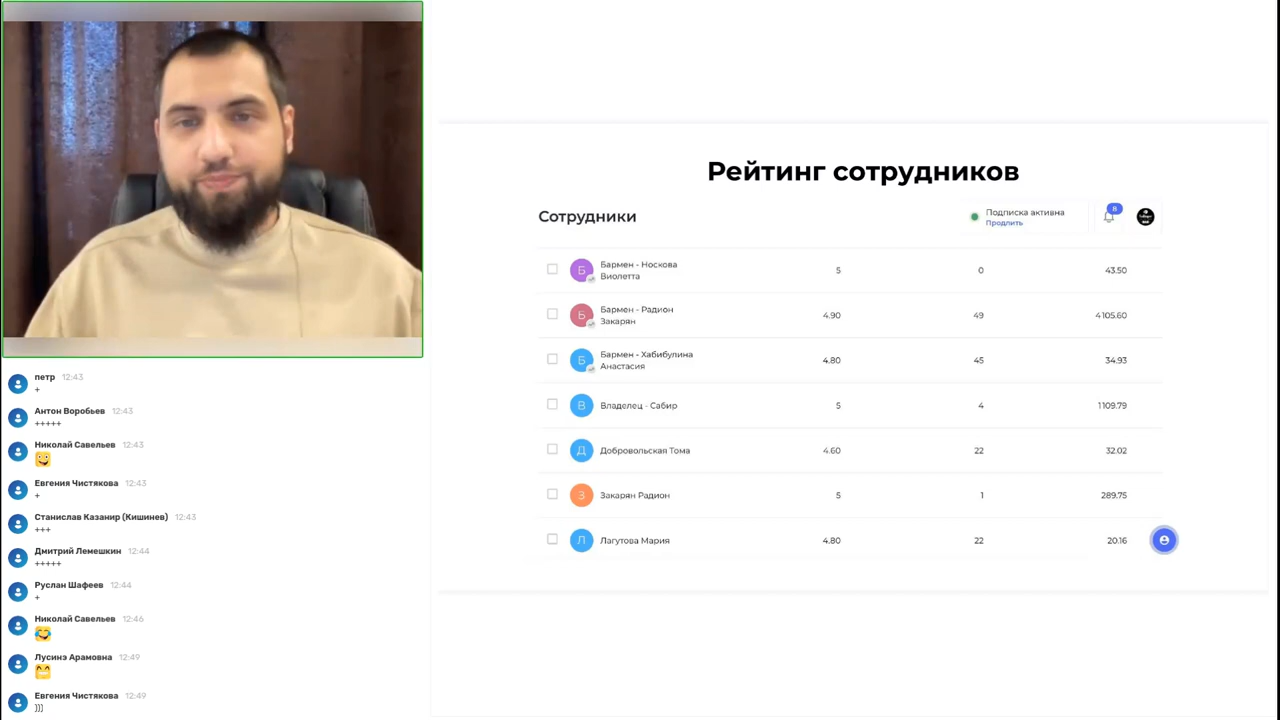 петр 12:43
+
Антон Воробьев 12:43
+++++
Николай Савельев 12:43
Евгения Чистякова 12:43
+
Станислав Казанир (Кишинев) 12:43
+++
Дмитрий Лемешкин 12:44
+++++
Руслан Шафеев 12:44
+
Николай Савельев 12:46
Лусинэ Арамовна 12:49
Евгения Чистякова 12:49
)))
Рейтинг сотрудников
Сотрудники
Подписка активна
Продлить
8
Б Бармен - Носкова
Виолетта 5 0 43.50
Б Бармен - Радион
Закарян 4.90 49 4105.60
Б Бармен - Хабибулина
Анастасия 4.80 45 34.93
В Владелец - Сабир 5 4 1109.79
Д Добровольская Тома 4.60 22 32.02
З Закарян Радион 5 1 289.75
Л Лагутова Мария 4.80 22 20.16